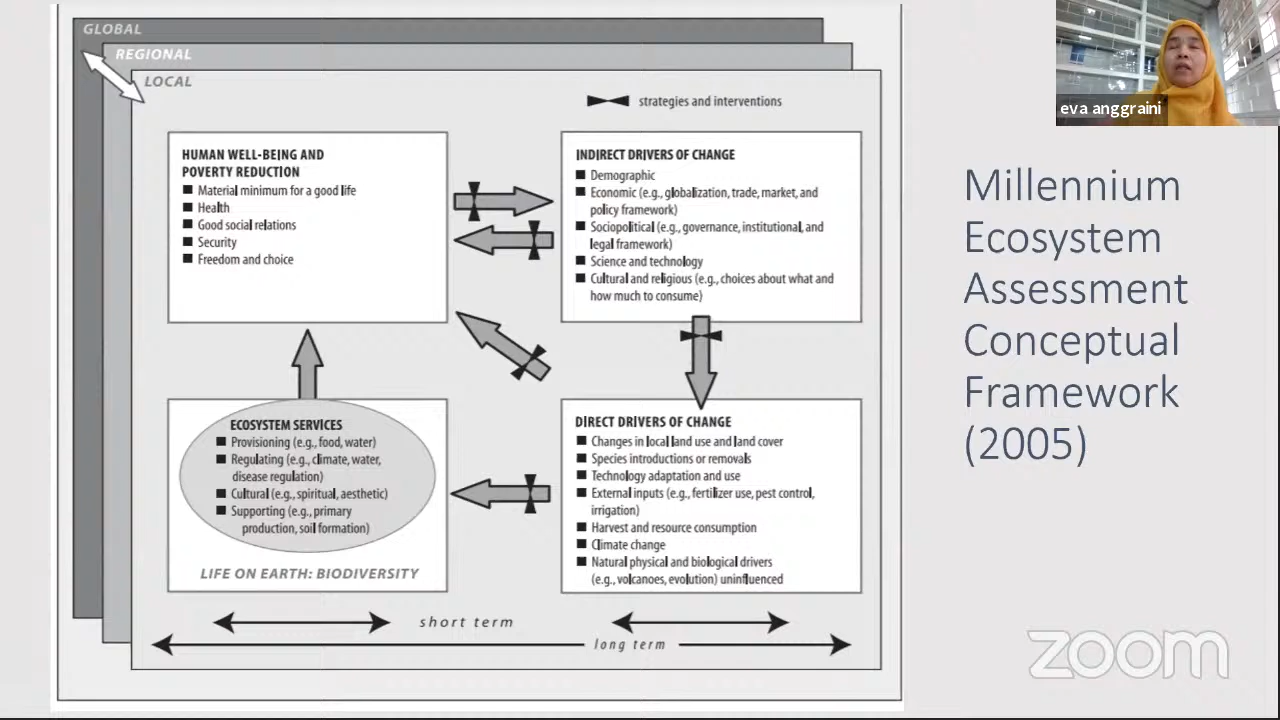 GLOBAL
REGIONAL
LOCAL
strategies and interventions
HUMAN WELL-BEING AND
POVERTY REDUCTION
■ Material minimum for a good life
■ Health
■ Good social relations
■ Security
■ Freedom and choice
INDIRECT DRIVERS OF CHANGE
■ Demographic
■ Economic (e.g., globalization, trade, market, and
policy framework)
■ Sociopolitical (e.g., governance, institutional, and
legal framework)
■ Science and technology
■ Cultural and religious (e.g., choices about what and
how much to consume)
ECOSYSTEM SERVICES
■ Provisioning (e.g., food, water)
■ Regulating (e.g., climate, water,
disease regulation)
■ Cultural (e.g., spiritual, aesthetic)
■ Supporting (e.g., primary
production, soil formation)
LIFE ON EARTH: BIODIVERSITY
DIRECT DRIVERS OF CHANGE
■ Changes in local land use and land cover
■ Species introductions or removals
■ Technology adaptation and use
■ External inputs (e.g., fertilizer use, pest control,
irrigation)
■ Harvest and resource consumption
■ Climate change
■ Natural physical and biological drivers
(e.g., volcanoes, evolution) uninfluenced
short term
long term
eva anggraini
Millennium
Ecosystem
Assessment
Conceptual
Framework
(2005)
zoom